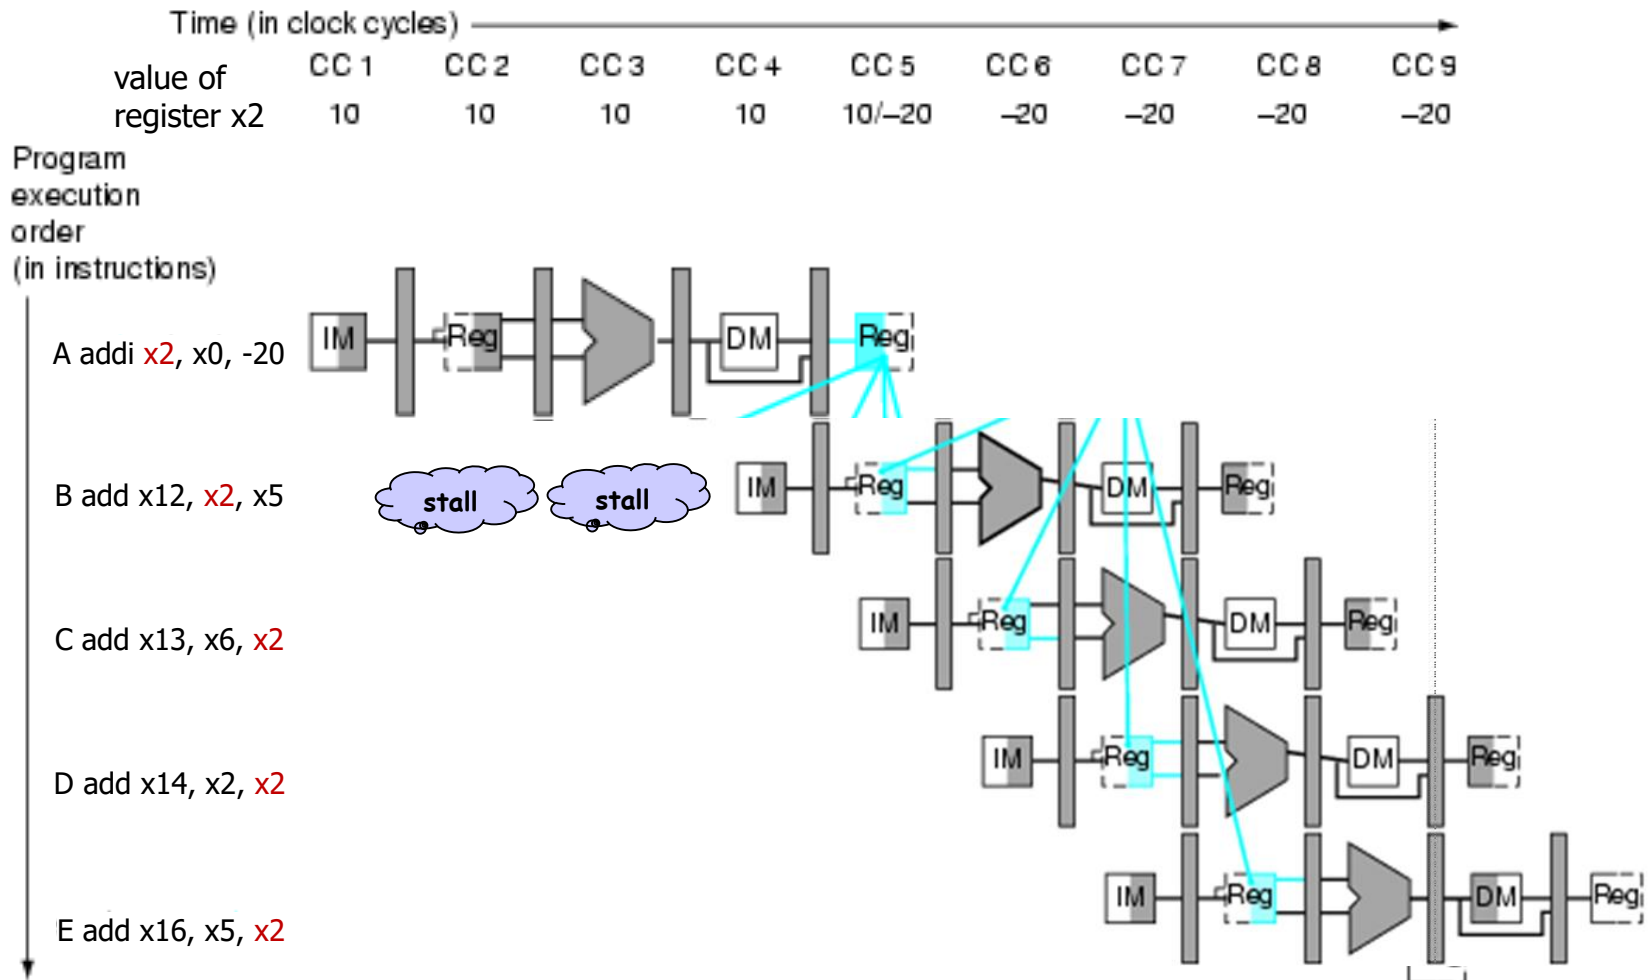 Time (in clock cycles)
CC 1 CC 2 CC 3 CC 4 CC 5 CC 6 CC 7 CC 8 CC 9
value of
register x2 10 10 10 10 10/–20 –20 –20 –20 –20
Program
execution
order
(in instructions)
A addi x2, x0, -20 IM Reg DM Reg
B add x12, x2, x5 stall stall IM Reg DM Reg
C add x13, x6, x2 IM Reg DM Reg
D add x14, x2, x2 IM Reg DM Reg
E add x16, x5, x2 IM Reg DM Reg